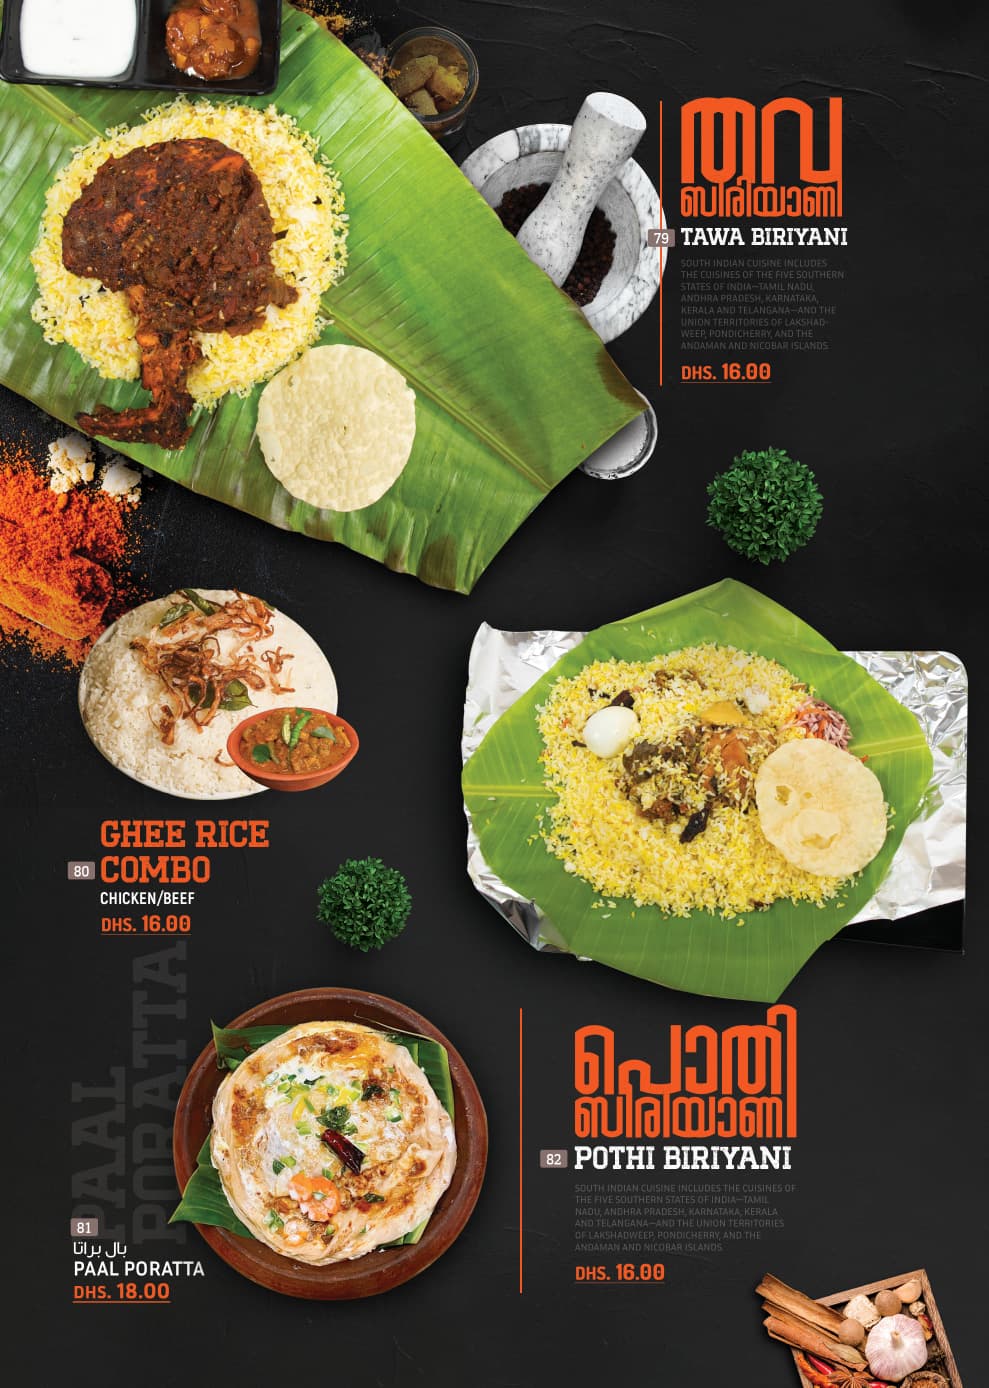 തവ
ബിരിയാണി
79 TAWA BIRIYANI
SOUTH INDIAN CUISINE INCLUDES
THE CUISINES OF THE FIVE SOUTHERN
STATES OF INDIA—TAMIL NADU,
ANDHRA PRADESH, KARNATAKA,
KERALA AND TELANGANA—AND THE
UNION TERRITORIES OF LAKSHAD-
WEEP, PONDICHERRY, AND THE
ANDAMAN AND NICOBAR ISLANDS.
DHS. 16.00
GHEE RICE
80 COMBO
CHICKEN/BEEF
DHS. 16.00
PAAL
PORATTA
81
بال براتا
PAAL PORATTA
DHS. 18.00
പൊതി
ബിരിയാണി
82 POTHI BIRIYANI
SOUTH INDIAN CUISINE INCLUDES THE CUISINES OF
THE FIVE SOUTHERN STATES OF INDIA—TAMIL
NADU, ANDHRA PRADESH, KARNATAKA, KERALA
AND TELANGANA—AND THE UNION TERRITORIES
OF LAKSHADWEEP, PONDICHERRY, AND THE
ANDAMAN AND NICOBAR ISLANDS.
DHS. 16.00